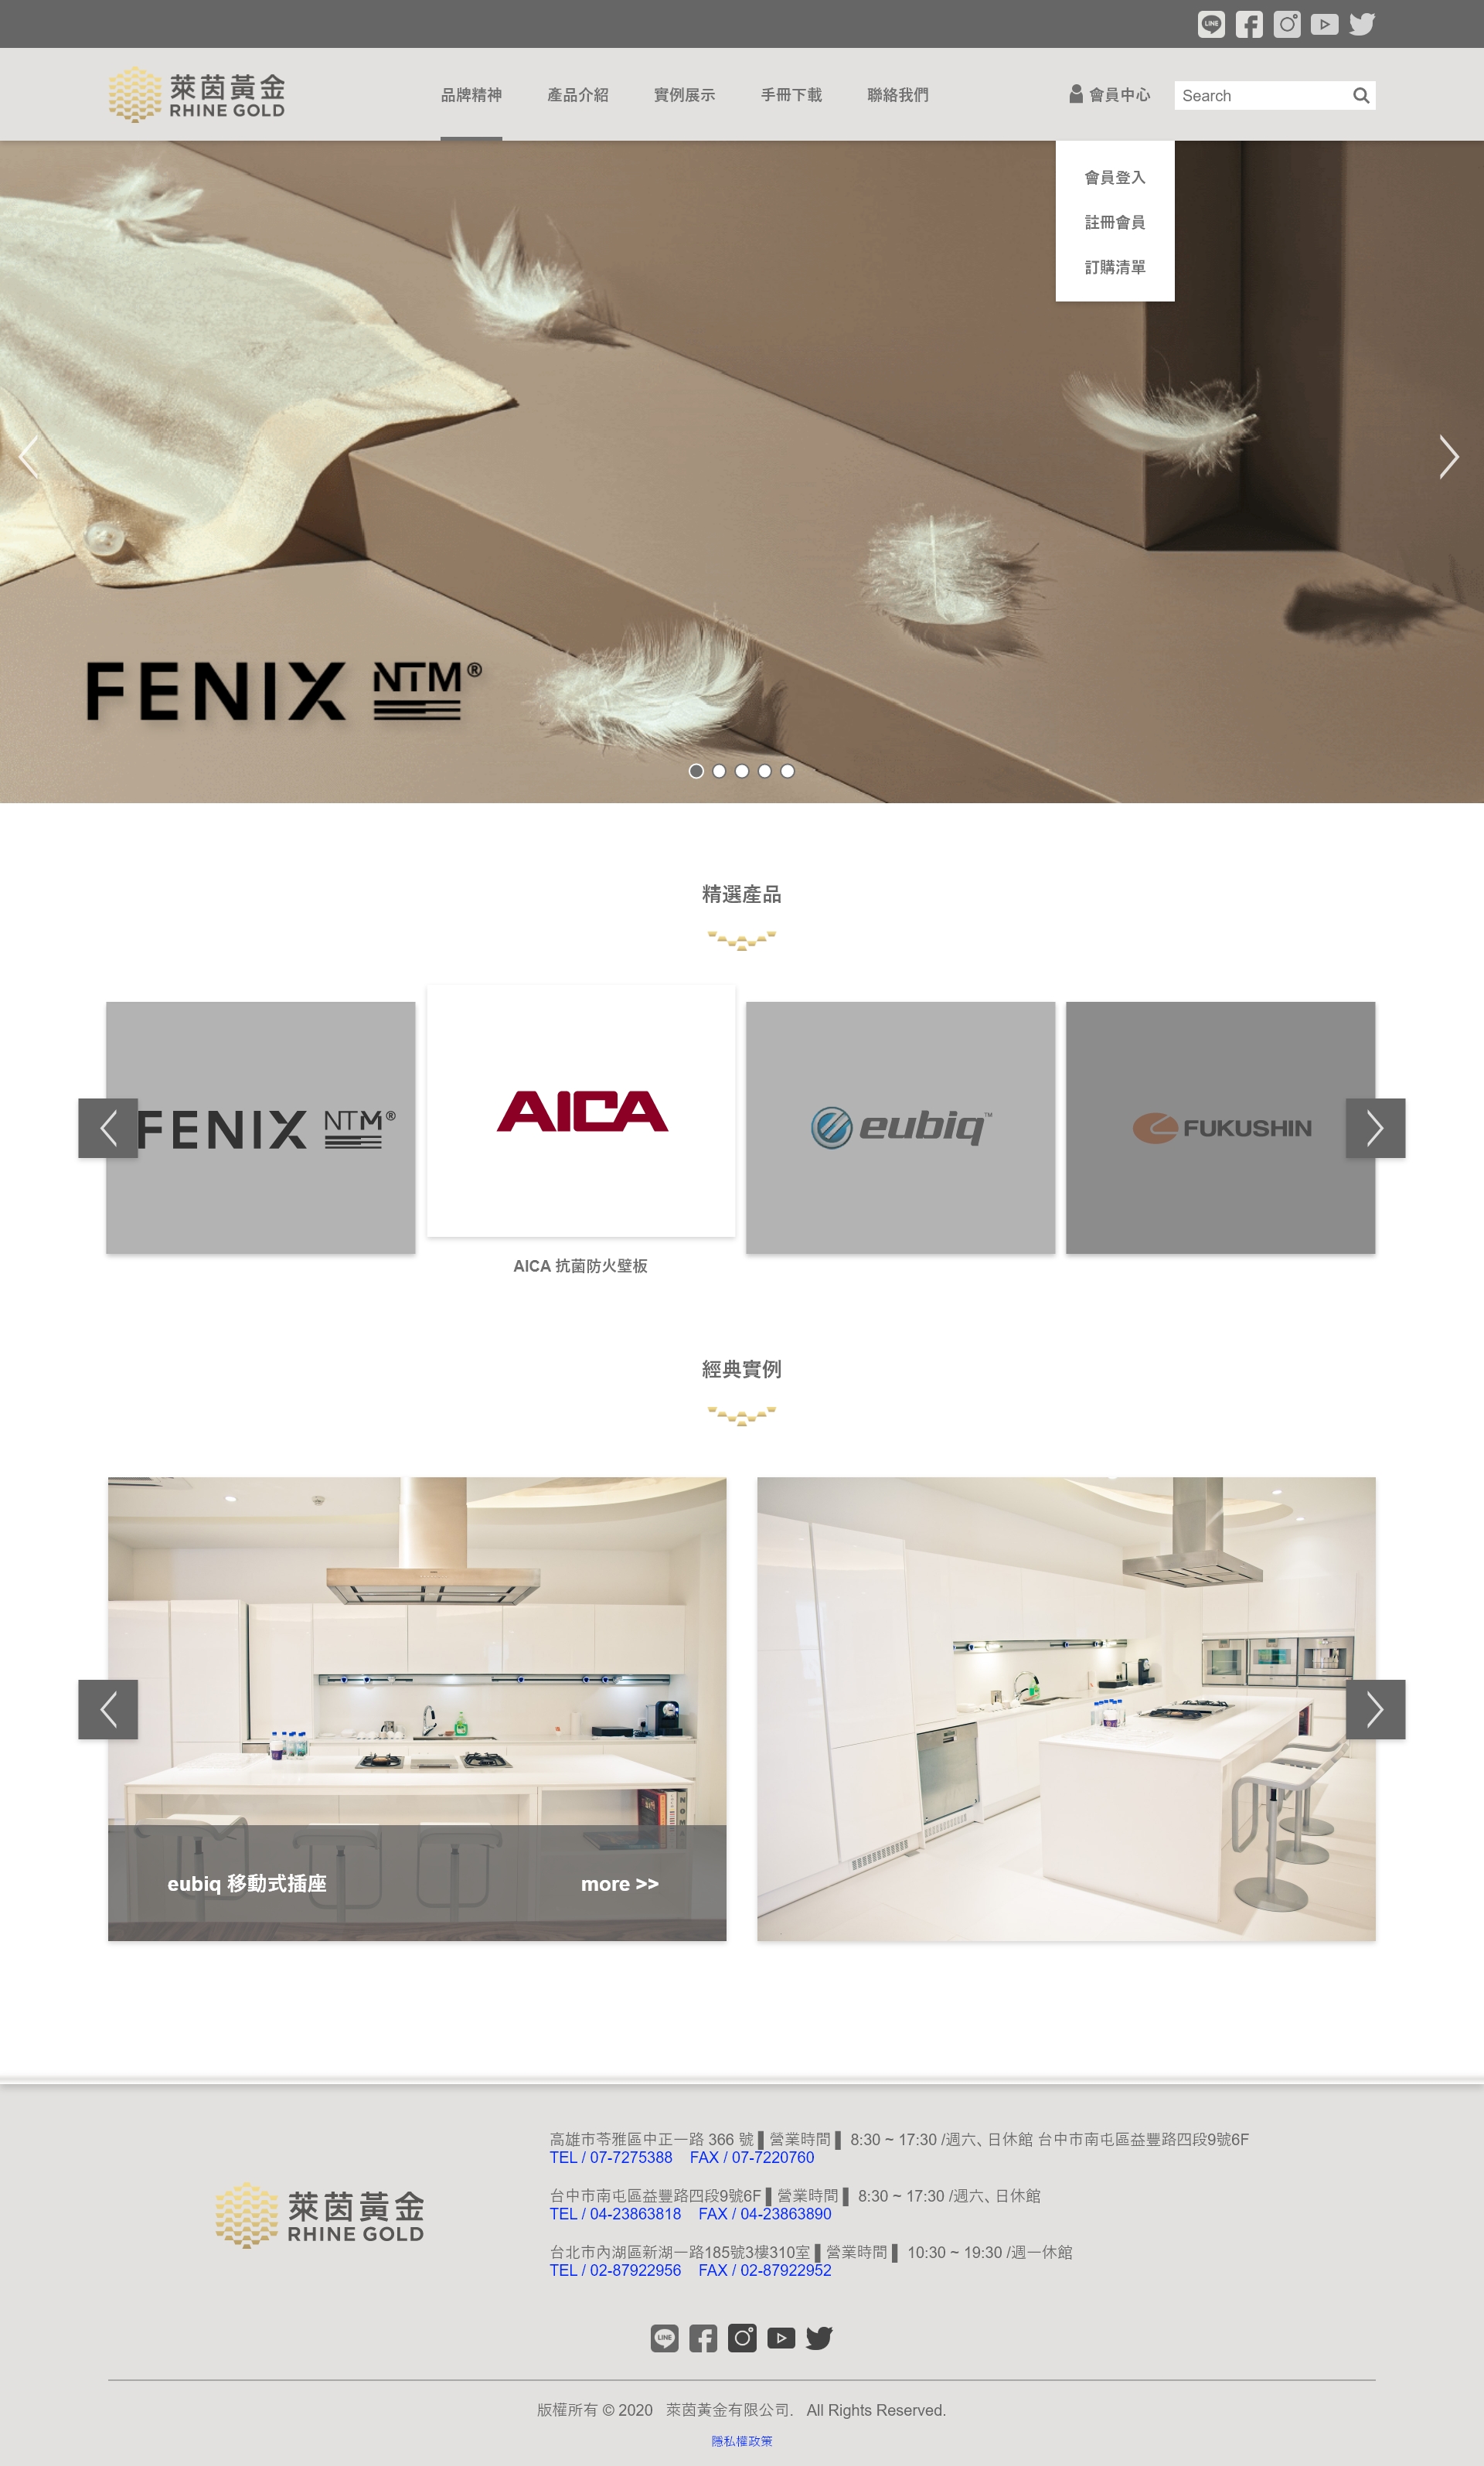 LINE
萊茵黃金
RHINE GOLD
品牌精神
產品介紹
實例展示
手冊下載
聯絡我們
會員中心
Search
會員登入
註冊會員
訂購清單
FENIX NTM®
精選產品
FENIX NTM®
AICA
eubiq™
FUKUSHIN
AICA 抗菌防火壁板
經典實例
eubiq 移動式插座
more >>
高雄市苓雅區中正一路 366 號 ▌營業時間 ▌ 8:30 ~ 17:30 /週六、日休館 台中市南屯區益豐路四段9號6F
TEL / 07-7275388 FAX / 07-7220760
台中市南屯區益豐路四段9號6F ▌營業時間 ▌ 8:30 ~ 17:30 /週六、日休館
TEL / 04-23863818 FAX / 04-23863890
台北市內湖區新湖一路185號3樓310室 ▌營業時間 ▌ 10:30 ~ 19:30 /週一休館
TEL / 02-87922956 FAX / 02-87922952
萊茵黃金
RHINE GOLD
LINE
版權所有 © 2020 萊茵黃金有限公司. All Rights Reserved.
隱私權政策